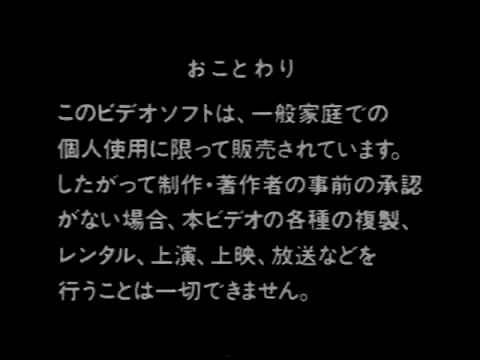 おことわり
このビデオソフトは、一般家庭での
個人使用に限って販売されています。
したがって制作・著作者の事前の承認
がない場合、本ビデオの各種の複製、
レンタル、上演、上映、放送などを
行うことは一切できません。